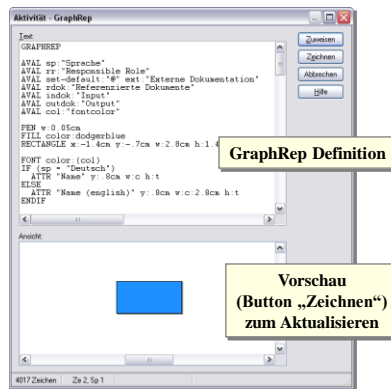 Aktivität - GraphRep
Text:
GRAPHREP
AVAL sp:"Sprache"
AVAL rr:"Responsible Role"
AVAL set-default:"@" ext:"Externe Dokumentation"
AVAL rdok:"Referenzierte Dokumente"
AVAL indok:"Input"
AVAL outdok:"Output"
AVAL col:"fontcolor"
PEN w:0.05cm
FILL color:dodgerblue
RECTANGLE x:-1.4cm y:-.7cm w:2.8cm h:1.4
FONT color:(col)
IF (sp = "Deutsch")
ATTR "Name" y:.8cm w:c h:t
ELSE
ATTR "Name (english)" y:.8cm w:c:2.8cm h:t
ENDIF
Zuweisen
Zeichnen
Abbrechen
Hilfe
GraphRep Definition
Ansicht:
Vorschau
(Button „Zeichnen“)
zum Aktualisieren
4017 Zeichen Ze 2, Sp 1